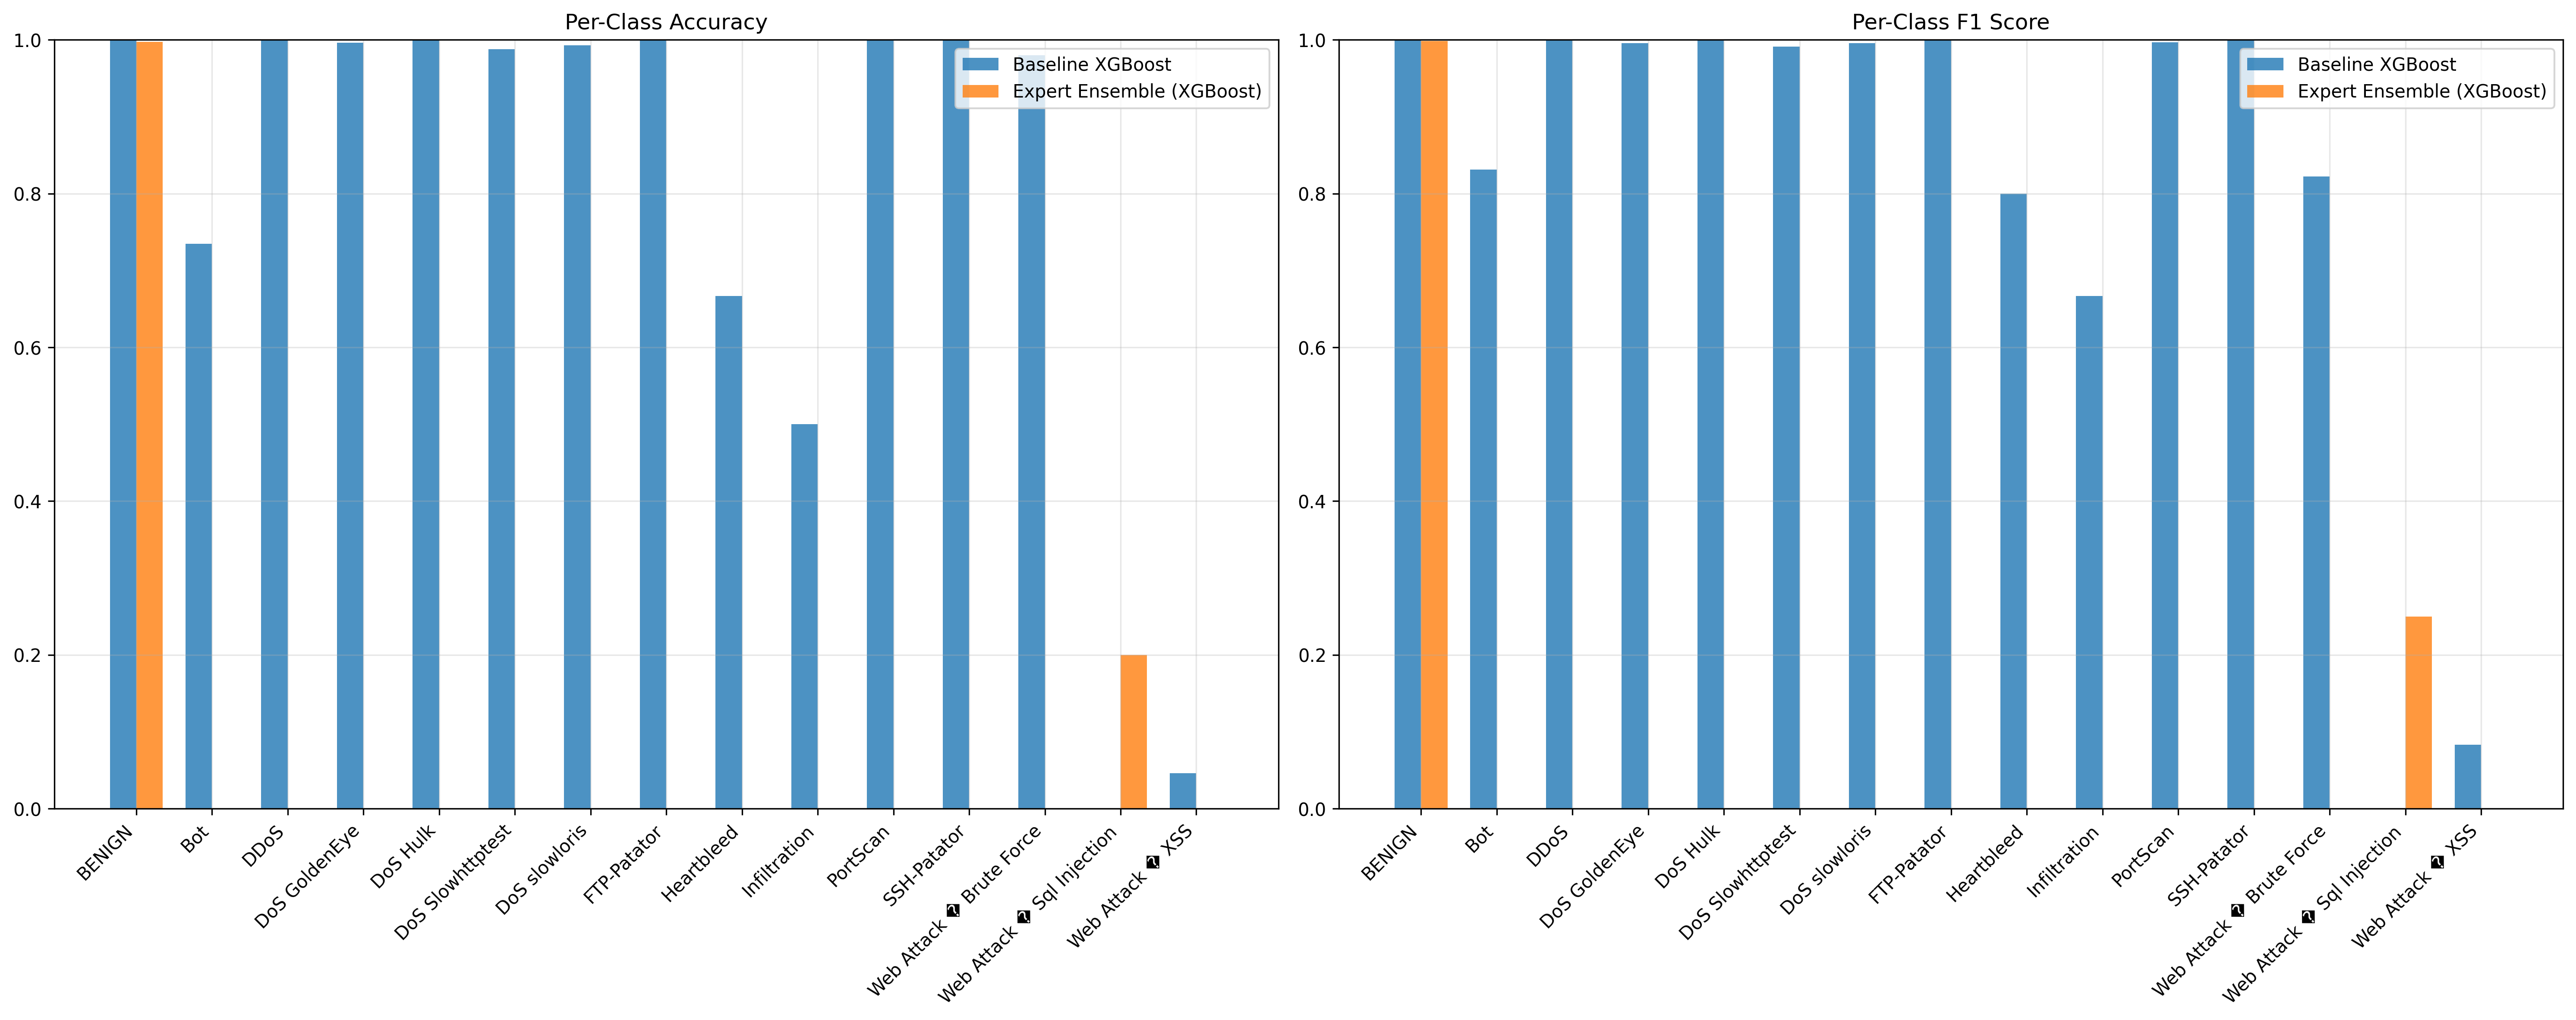 Per-Class Accuracy
1.0
0.8
0.6
0.4
0.2
0.0
Baseline XGBoost
Expert Ensemble (XGBoost)
BENIGN
Bot
DDoS
DoS GoldenEye
DoS Hulk
DoS Slowhttptest
DoS slowloris
FTP-Patator
Heartbleed
Infiltration
PortScan
SSH-Patator
Web Attack � Brute Force
Web Attack � Sql Injection
Web Attack � XSS
Per-Class F1 Score
1.0
0.8
0.6
0.4
0.2
0.0
Baseline XGBoost
Expert Ensemble (XGBoost)
BENIGN
Bot
DDoS
DoS GoldenEye
DoS Hulk
DoS Slowhttptest
DoS slowloris
FTP-Patator
Heartbleed
Infiltration
PortScan
SSH-Patator
Web Attack � Brute Force
Web Attack � Sql Injection
Web Attack � XSS